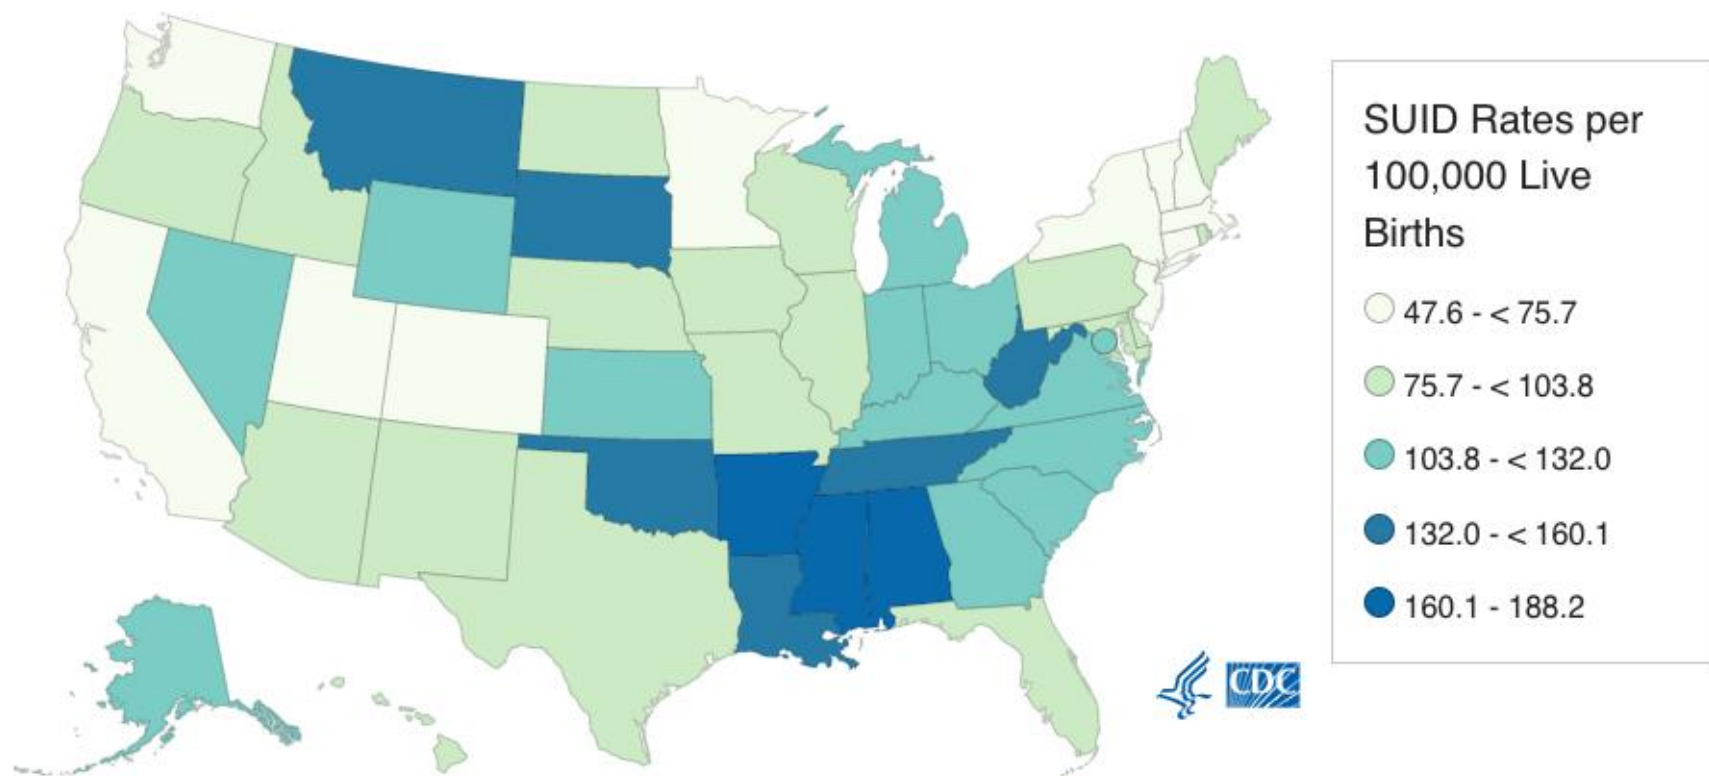 SUID Rates per
100,000 Live
Births
47.6 - < 75.7
75.7 - < 103.8
103.8 - < 132.0
132.0 - < 160.1
160.1 - 188.2
CDC